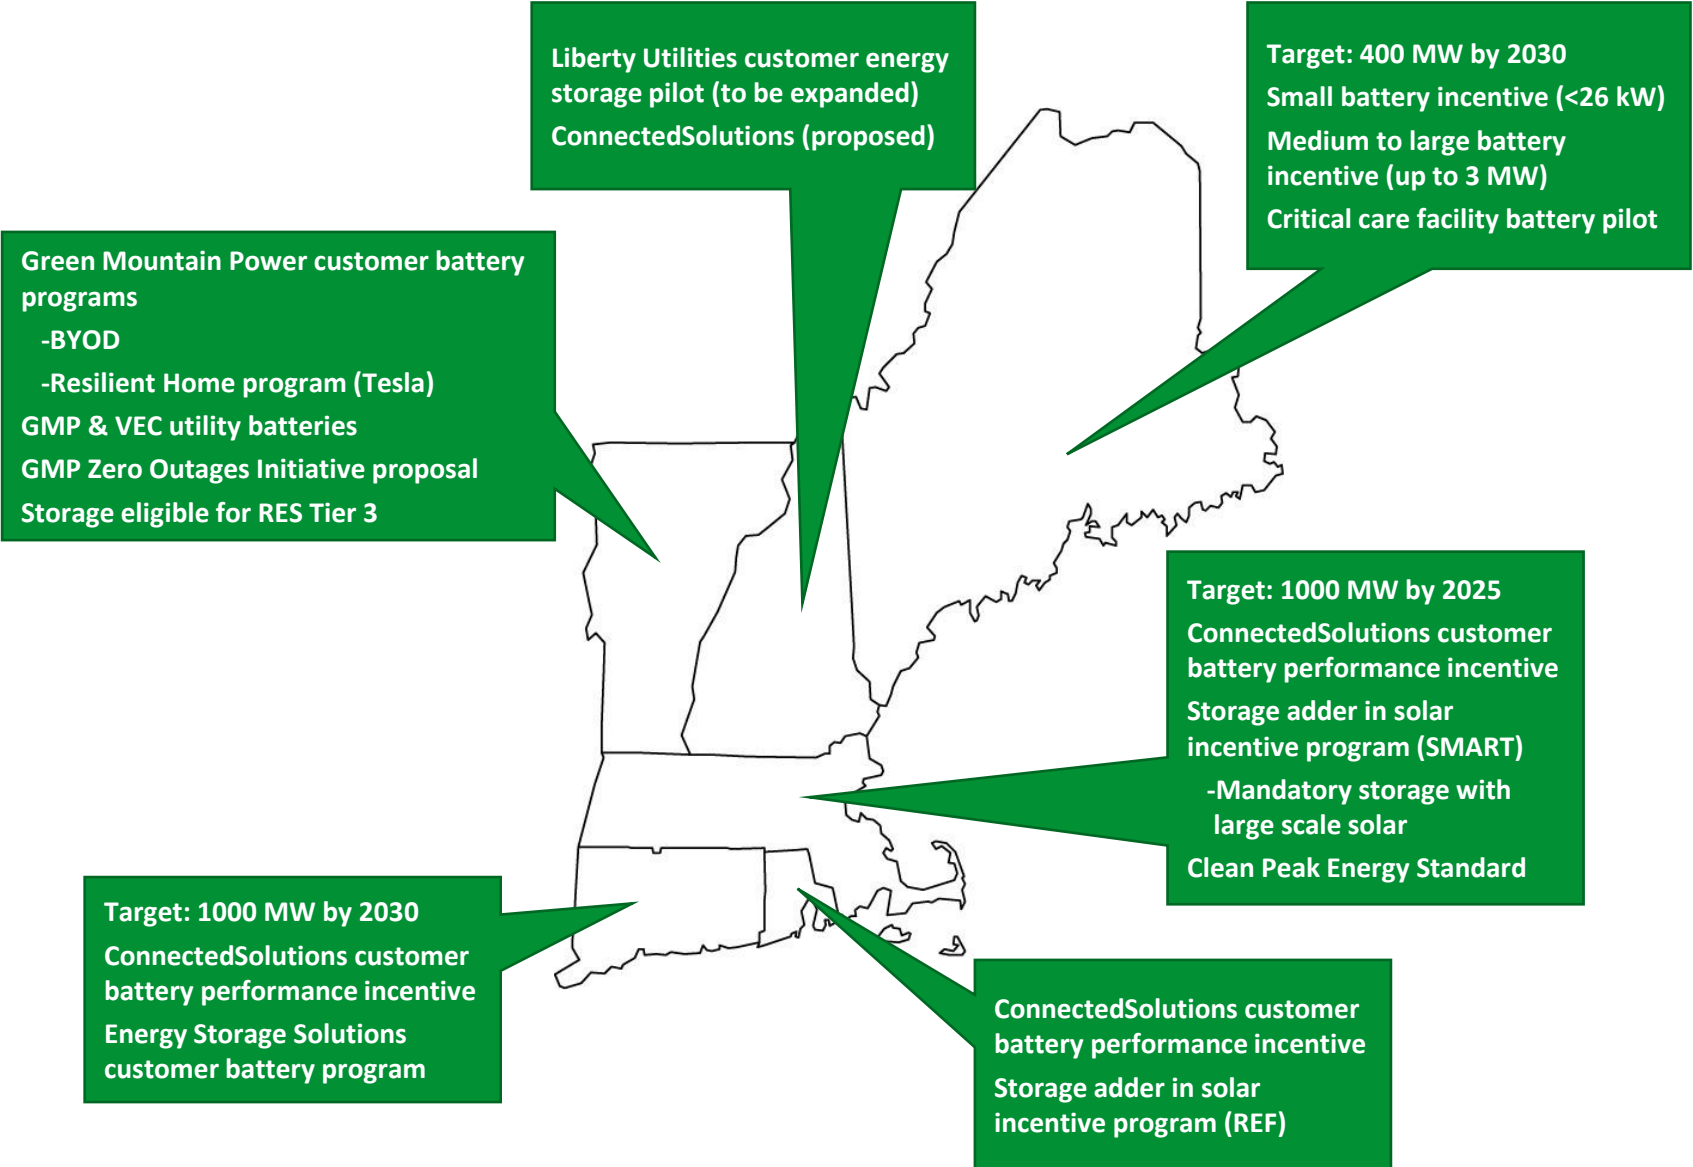 Liberty Utilities customer energy
storage pilot (to be expanded)
ConnectedSolutions (proposed)
Target: 400 MW by 2030
Small battery incentive (<26 kW)
Medium to large battery
incentive (up to 3 MW)
Critical care facility battery pilot
Green Mountain Power customer battery
programs
-BYOD
-Resilient Home program (Tesla)
GMP & VEC utility batteries
GMP Zero Outages Initiative proposal
Storage eligible for RES Tier 3
Target: 1000 MW by 2025
ConnectedSolutions customer
battery performance incentive
Storage adder in solar
incentive program (SMART)
-Mandatory storage with
large scale solar
Clean Peak Energy Standard
Target: 1000 MW by 2030
ConnectedSolutions customer
battery performance incentive
Energy Storage Solutions
customer battery program
ConnectedSolutions customer
battery performance incentive
Storage adder in solar
incentive program (REF)